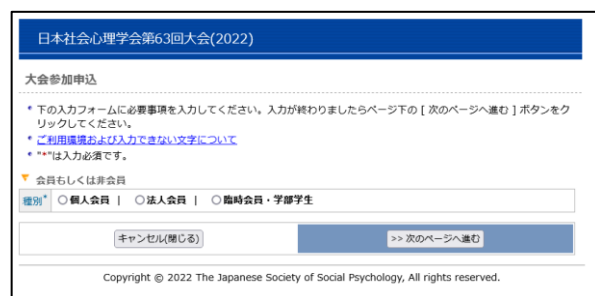 日本社会心理学会第63回大会(2022)
大会参加申込
* 下の入力フォームに必要事項を入力してください。入力が終わりましたらページ下の [ 次のページへ進む ] ボタンをク
リックしてください。
* ご利用環境および入力できない文字について
* "*"は入力必須です。
▼ 会員もしくは非会員
種別* ○個人会員 | ○法人会員 | ○臨時会員・学部学生
キャンセル(閉じる) >> 次のページへ進む
Copyright © 2022 The Japanese Society of Social Psychology, All rights reserved.